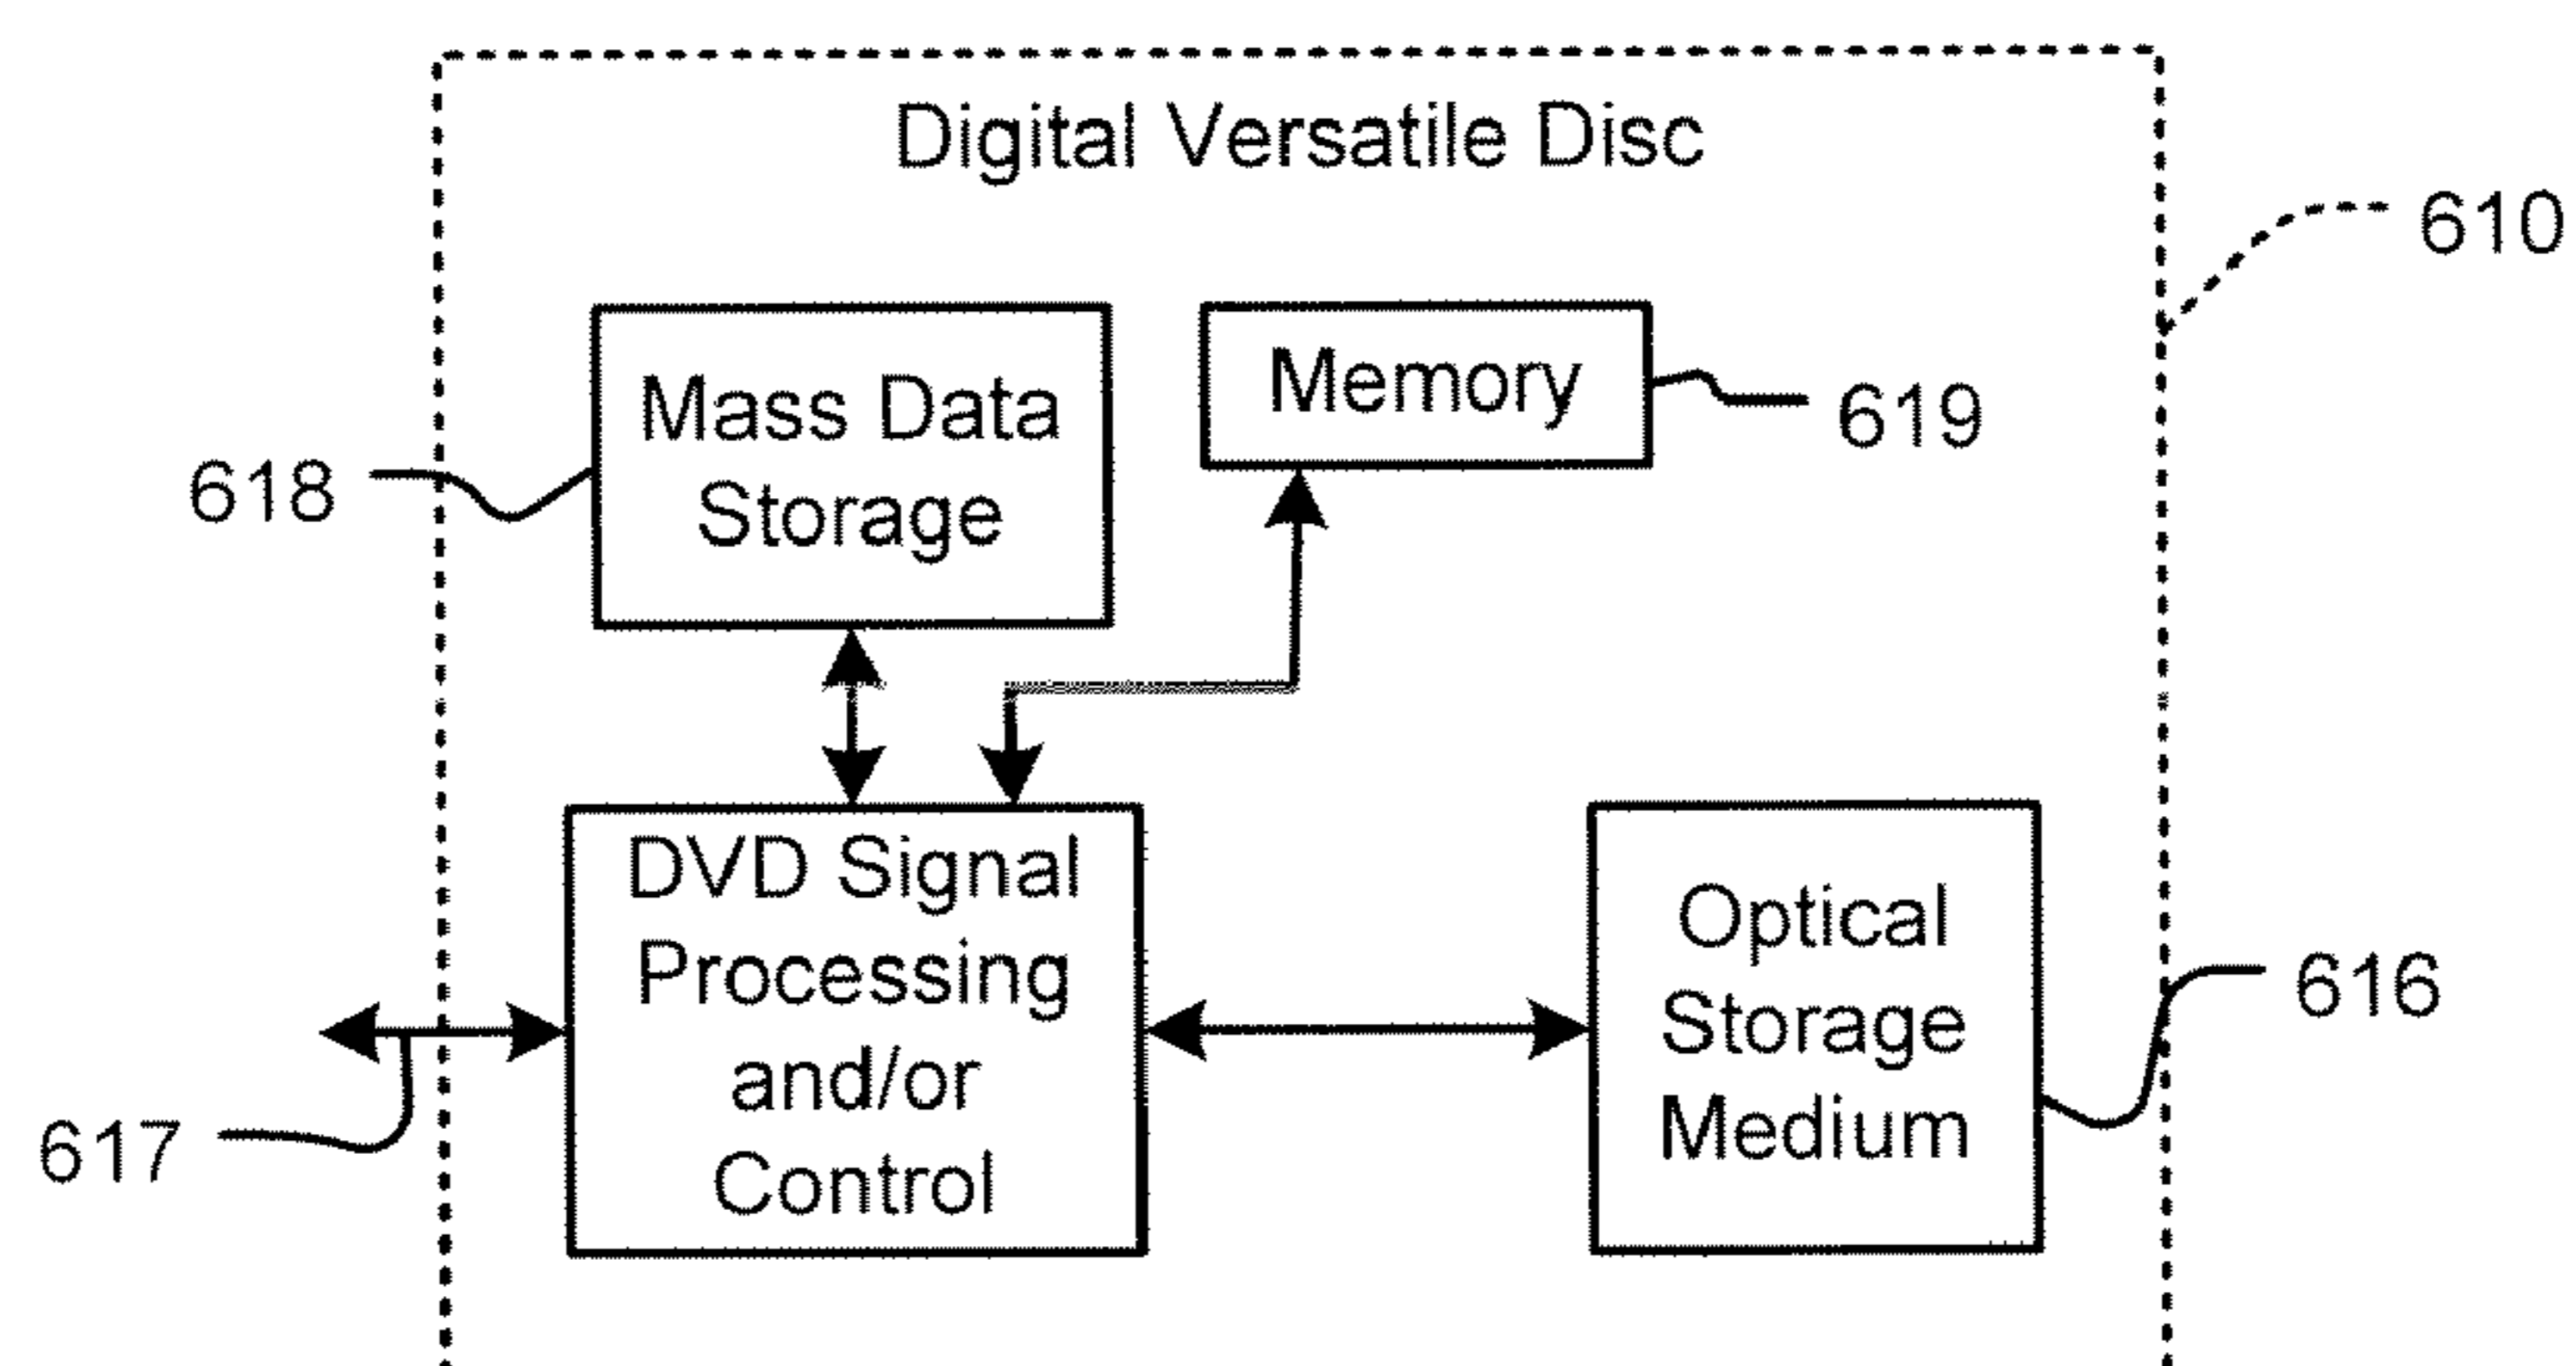 Digital Versatile Disc
610
Mass Data
Storage
618
Memory
619
DVD Signal
Processing
and/or
Control
617
Optical
Storage
Medium
616